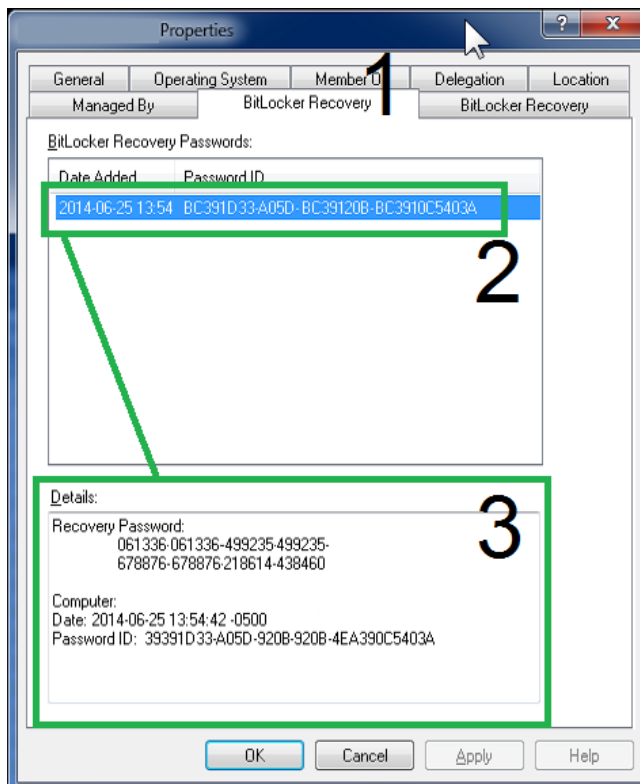 Properties
General Operating System Member O Delegation Location
Managed By BitLocker Recovery BitLocker Recovery
1
BitLocker Recovery Passwords:
Date Added Password ID
2014-06-25 13:54 BC391D33-A05D-BC39120B-BC3910C5403A
2
Details:
3
Recovery Password:
061336-061336-499235-499235-
678876-678876-218614-438460
Computer:
Date: 2014-06-25 13:54:42 -0500
Password ID: 39391D33-A05D-920B-920B-4EA390C5403A
OK Cancel Apply Help